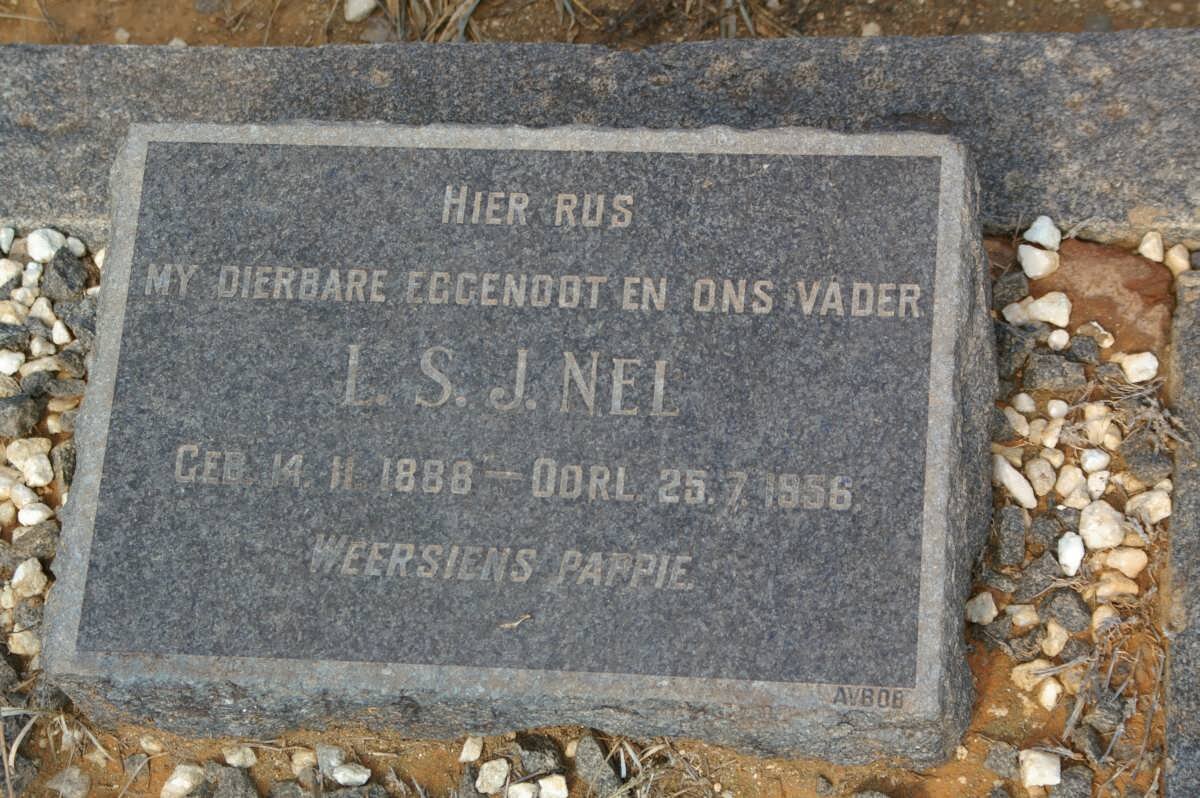 HIER RUS
MY DIERBARE EGGENOOT EN ONS VADER
L. S. J. NEL
GEB. 14. 11. 1888 — OORL. 25. 7. 1956.
WEERSIENS PAPPIE.
AVBOB